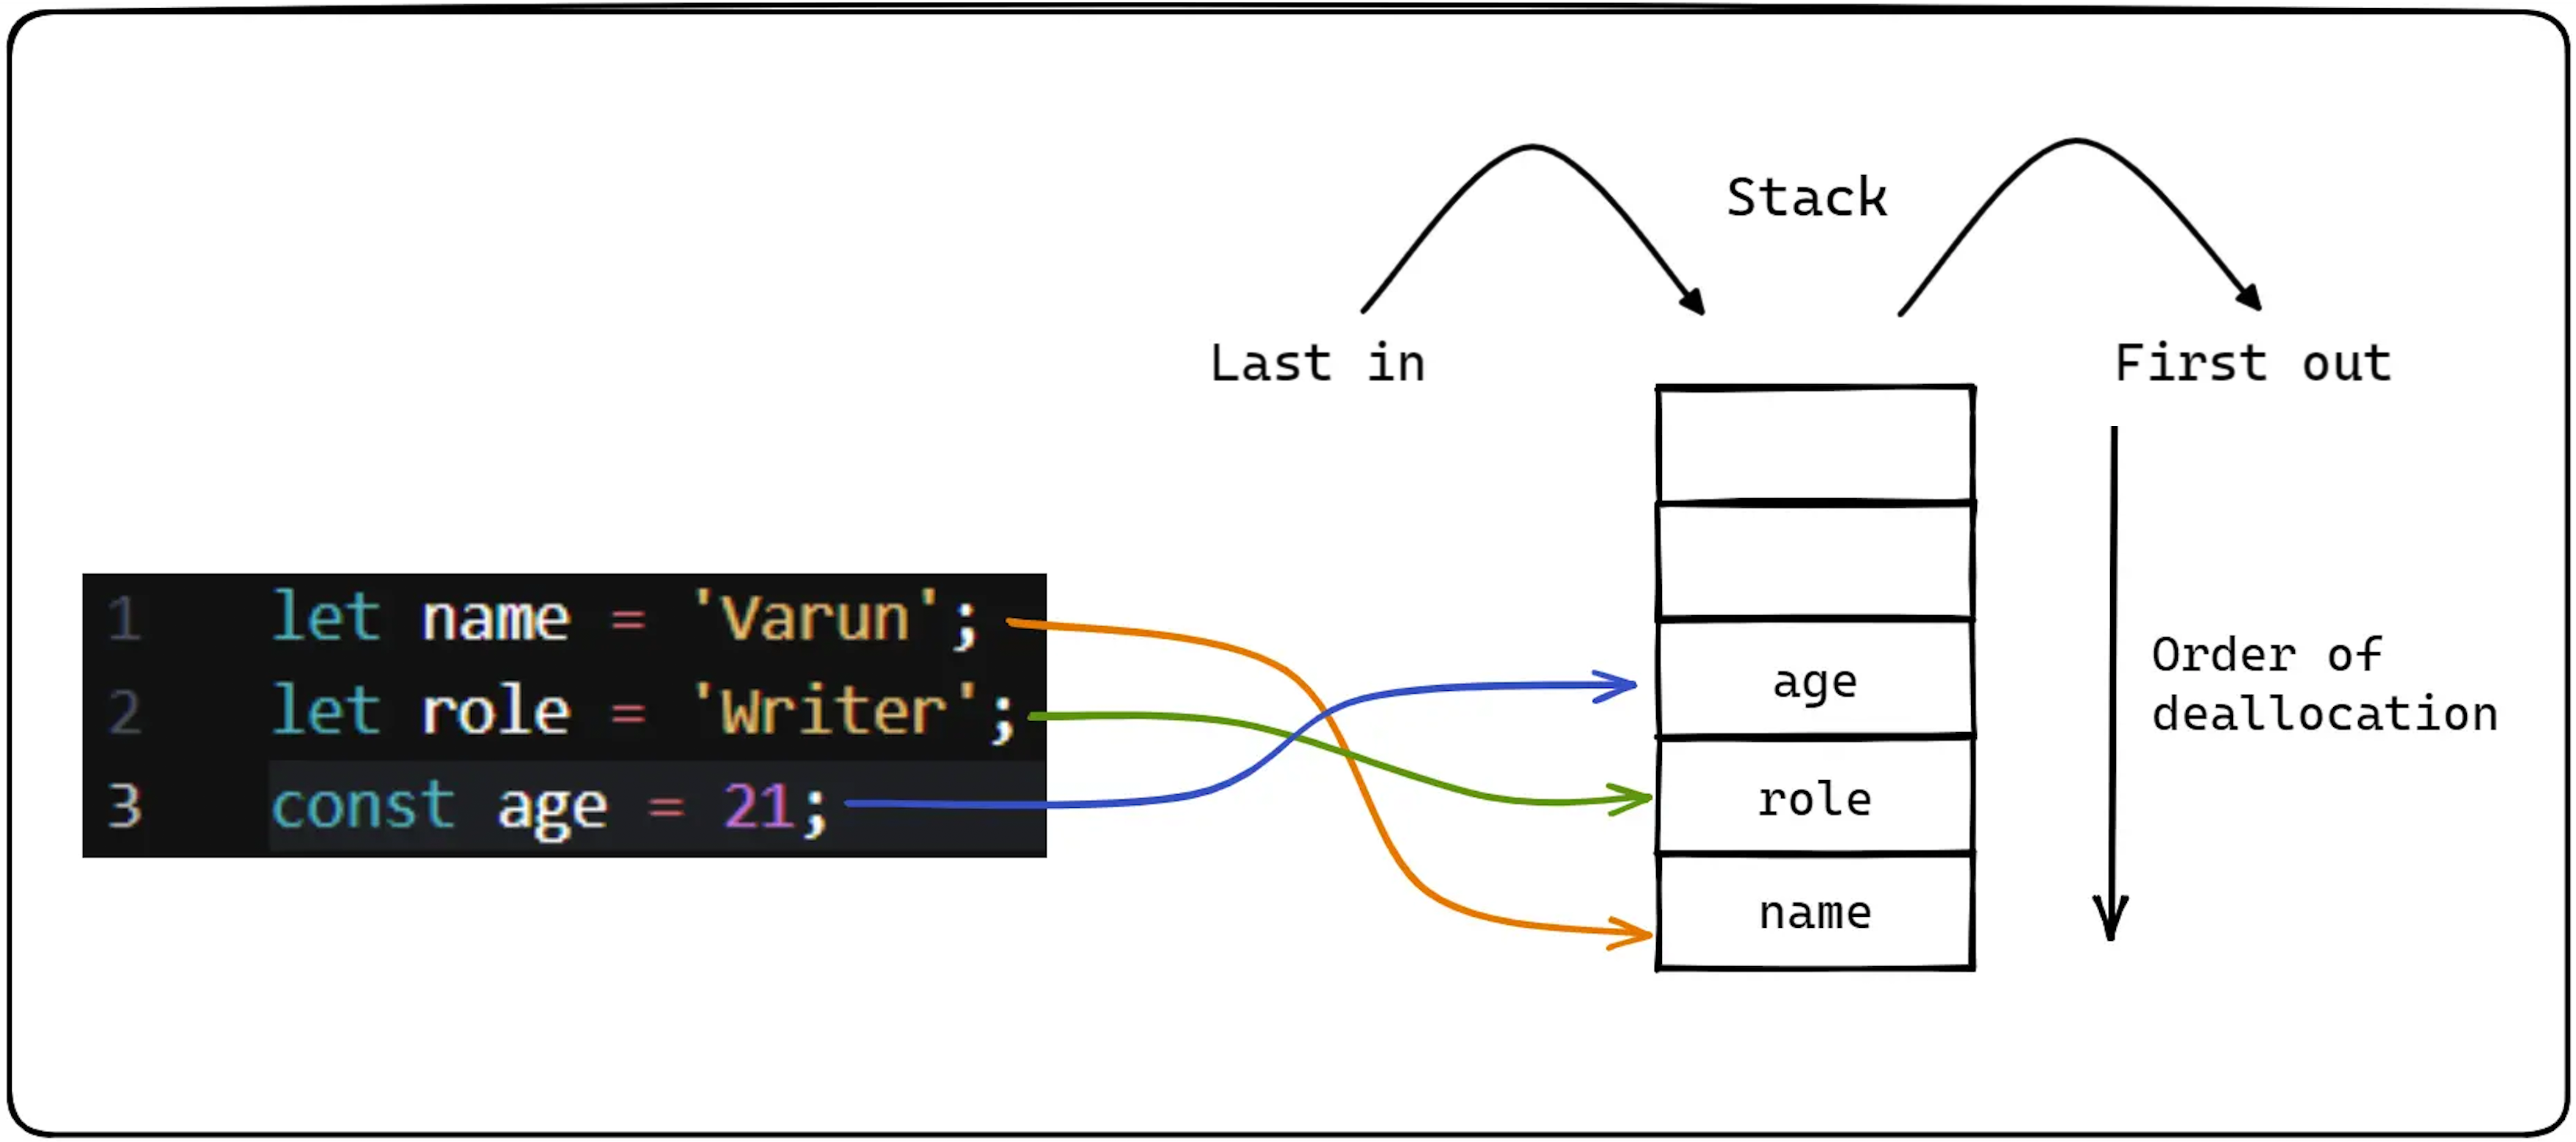 Stack
Last in
First out
1 let name = 'Varun';
2 let role = 'Writer';
3 const age = 21;
age
role
name
Order of
deallocation